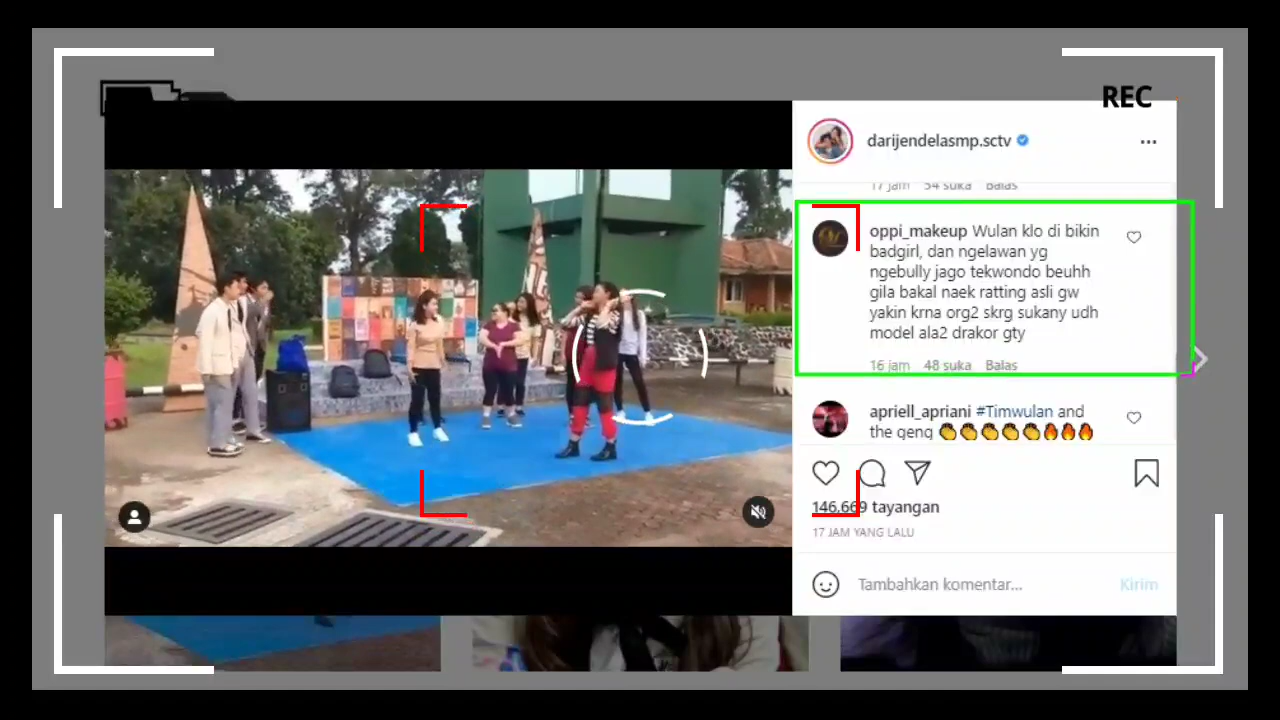 REC
darijendelasmp.sctv
17 jam 54 suka Balas
oppi_makeup Wulan klo di bikin
badgirl, dan ngelawan yg
ngebully jago tekwondo beuhh
gila bakal naek ratting asli gw
yakin krna org2 skrg sukany udh
model ala2 drakor gty
16 jam 48 suka Balas
apriell_apriani #Timwulan and
the geng 👏👏👏👏👏🔥🔥🔥
146.669 tayangan
17 JAM YANG LALU
Tambahkan komentar...
Kirim